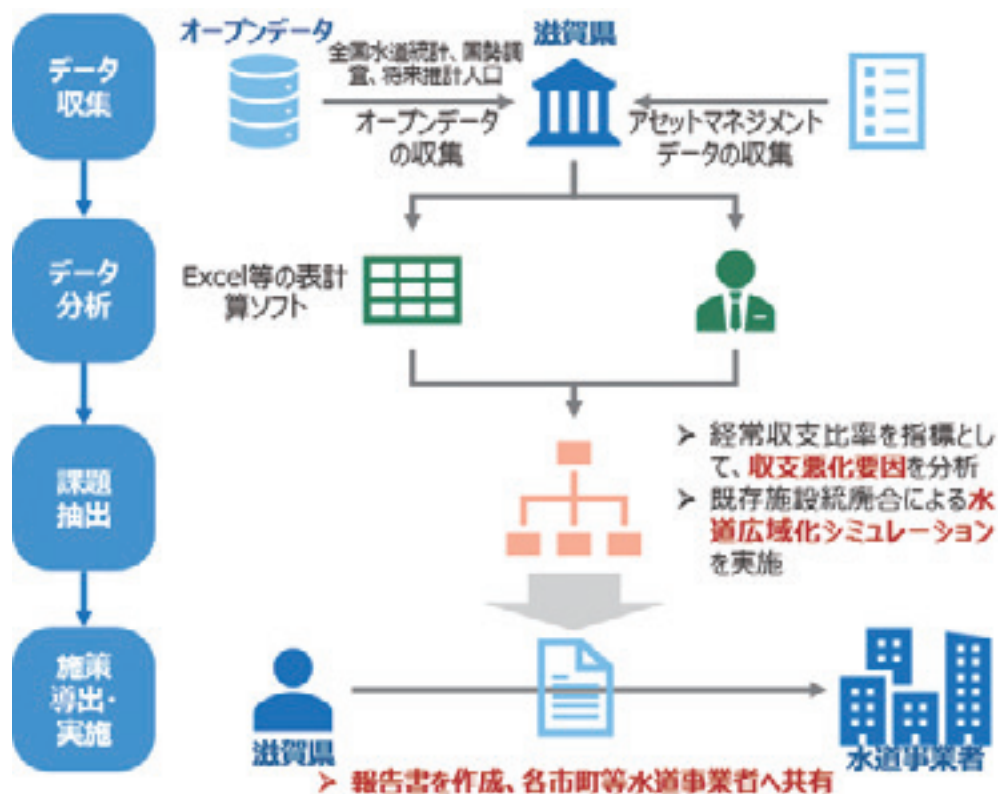 データ
収集
オープンデータ
全国水道統計、国勢調
査、将来推計人口
オープンデータ
の収集
滋賀県
アセットマネジメント
データの収集
データ
分析
Excel等の表計
算ソフト
課題
抽出
➢ 経常収支比率を指標とし
て、収支悪化要因を分析
➢ 既存施設統廃合による水
道広域化シミュレーション
を実施
施策
導出・
実施
滋賀県
水道事業者
➢ 報告書を作成、各市町等水道事業者へ共有